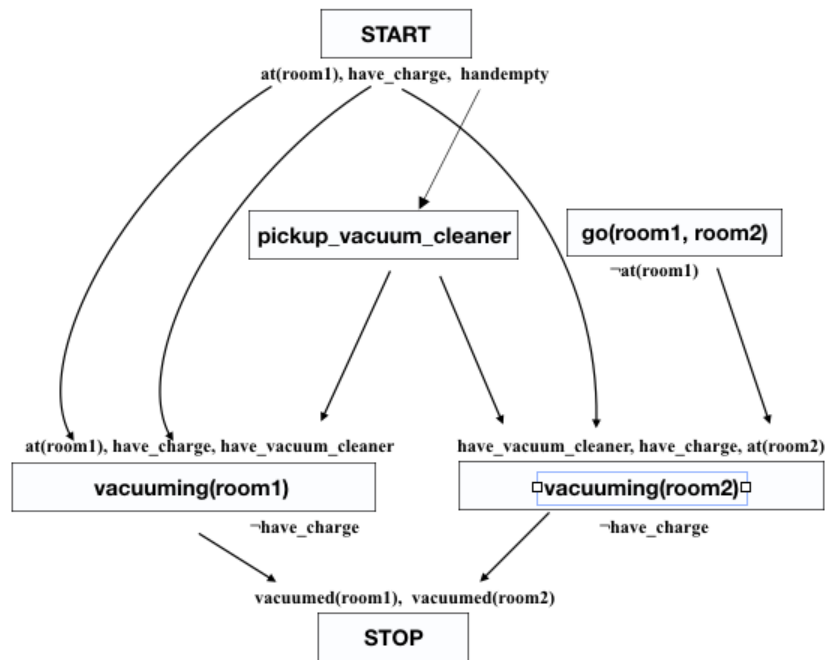 START
at(room1), have_charge, handempty
pickup_vacuum_cleaner
go(room1, room2)
¬at(room1)
at(room1), have_charge, have_vacuum_cleaner
have_vacuum_cleaner, have_charge, at(room2)
vacuuming(room1)
vacuuming(room2)
¬have_charge
¬have_charge
vacuumed(room1), vacuumed(room2)
STOP